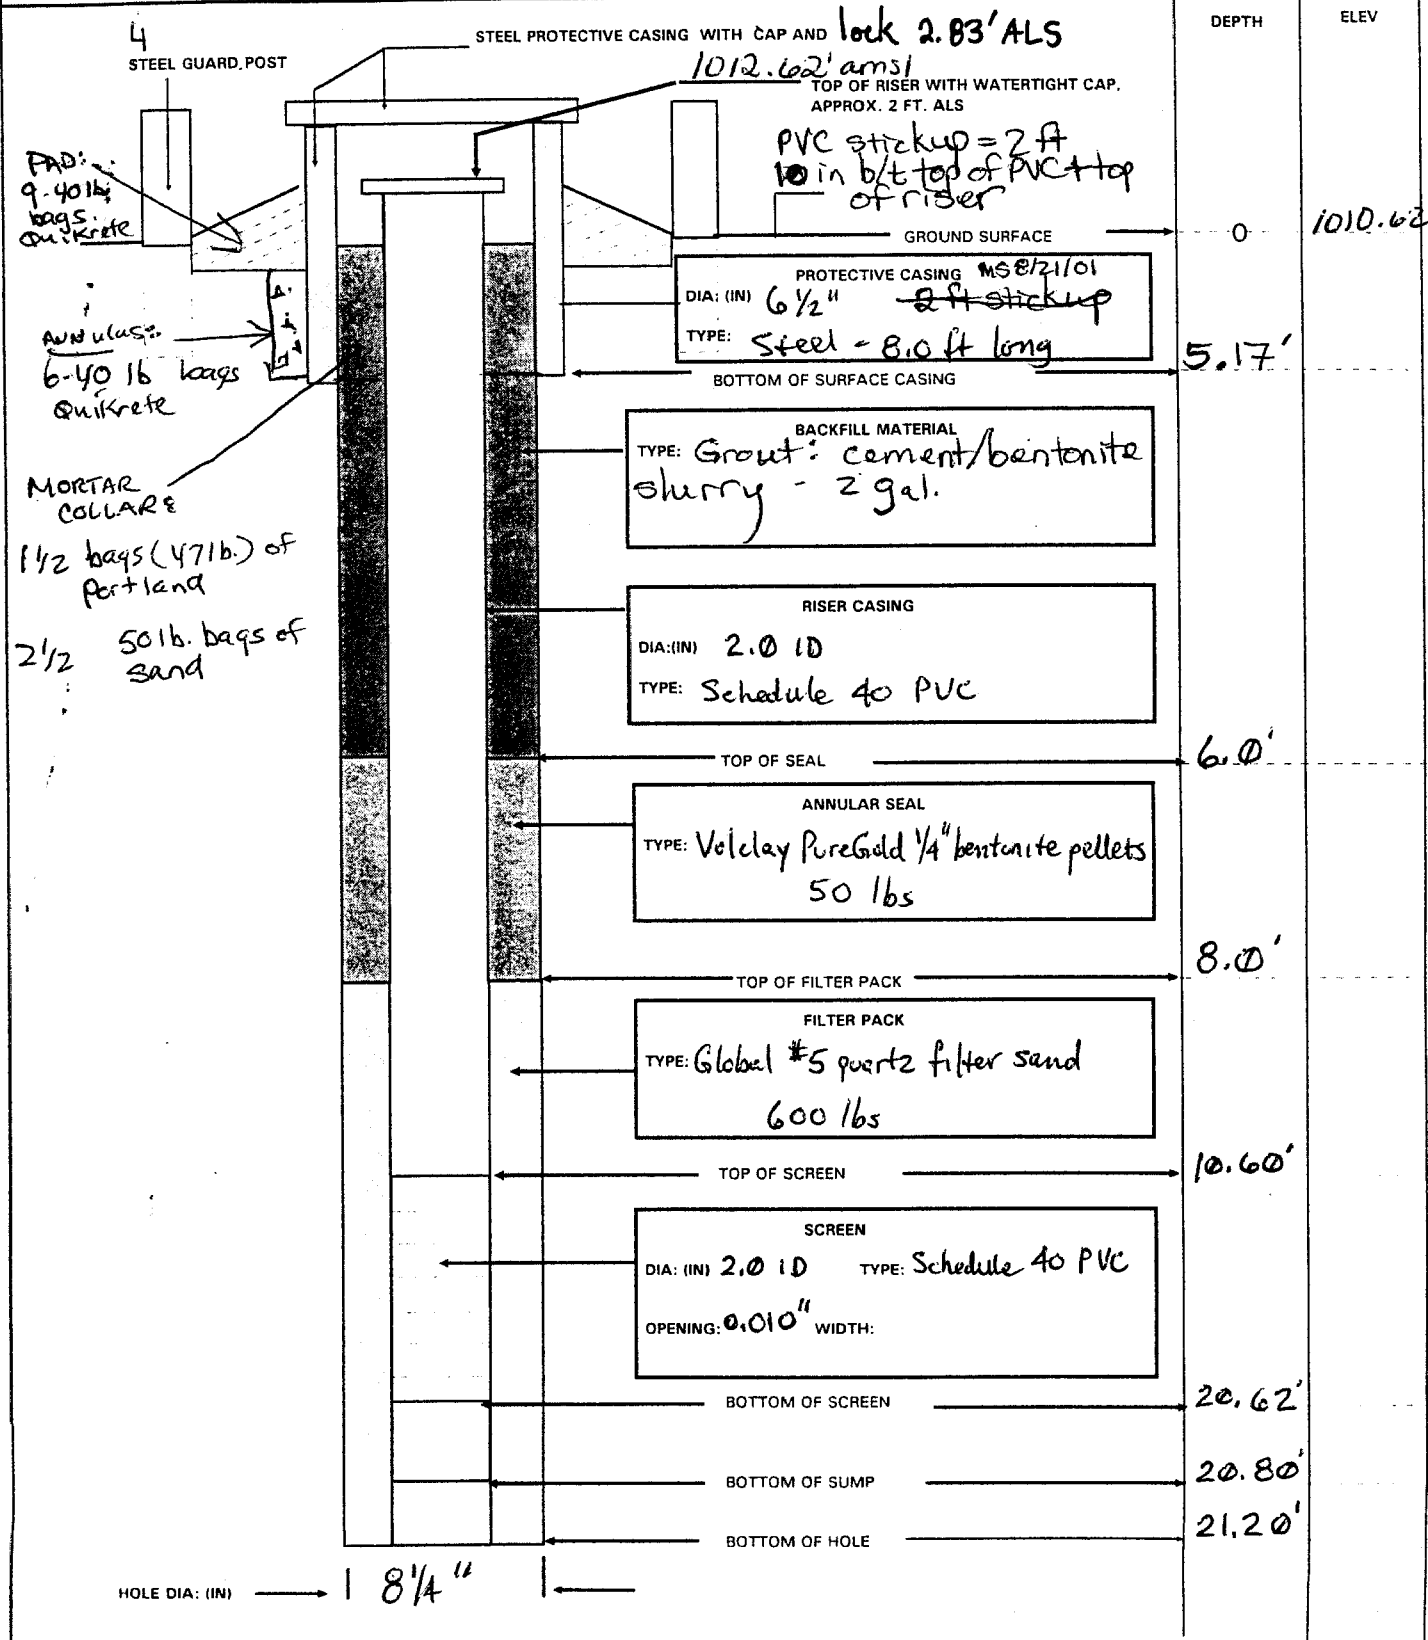 DEPTH
ELEV
4
STEEL GUARD POST
STEEL PROTECTIVE CASING WITH CAP AND lock 2.83' ALS
1012.62' amsl
TOP OF RISER WITH WATERTIGHT CAP,
APPROX. 2 FT. ALS
PVC stickup = 2 ft
10 in b/t top of PVC + top
of riser
PAD:
9-40 lb
bags
Quikrete
GROUND SURFACE
0
1010.62
PROTECTIVE CASING MS 8/21/01
DIA: (IN) 6 1/2" 2 ft stickup
TYPE: Steel - 8.0 ft long
ANNULUS:
6-40 lb bags
Quikrete
BOTTOM OF SURFACE CASING
5.17'
BACKFILL MATERIAL
TYPE: Grout: cement/bentonite
slurry - 2 gal.
MORTAR
COLLAR:
1 1/2 bags (47 lb.) of
Portland
2 1/2 50 lb. bags of
sand
RISER CASING
DIA:(IN) 2.0 ID
TYPE: Schedule 40 PVC
TOP OF SEAL
6.0'
ANNULAR SEAL
TYPE: Volclay PureGold 1/4" bentonite pellets
50 lbs
TOP OF FILTER PACK
8.0'
FILTER PACK
TYPE: Global #5 quartz filter sand
600 lbs
TOP OF SCREEN
10.60'
SCREEN
DIA: (IN) 2.0 ID TYPE: Schedule 40 PVC
OPENING: 0.010" WIDTH:
BOTTOM OF SCREEN
20.62'
BOTTOM OF SUMP
20.80'
BOTTOM OF HOLE
21.20'
HOLE DIA: (IN) 8 1/4"